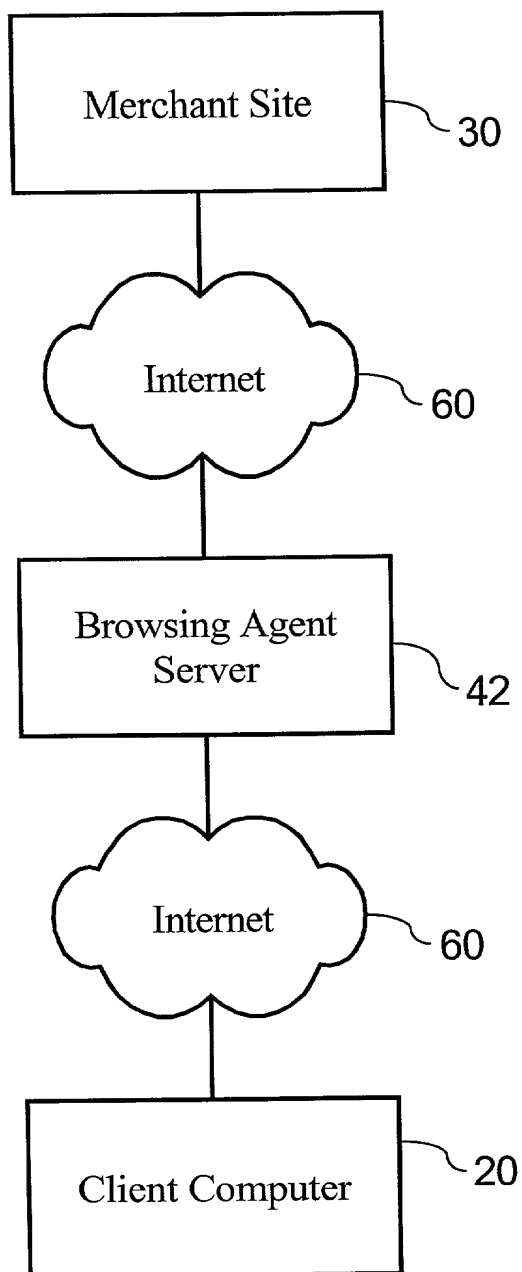 Merchant Site
30
Internet
60
Browsing Agent
Server
42
Internet
60
Client Computer
20